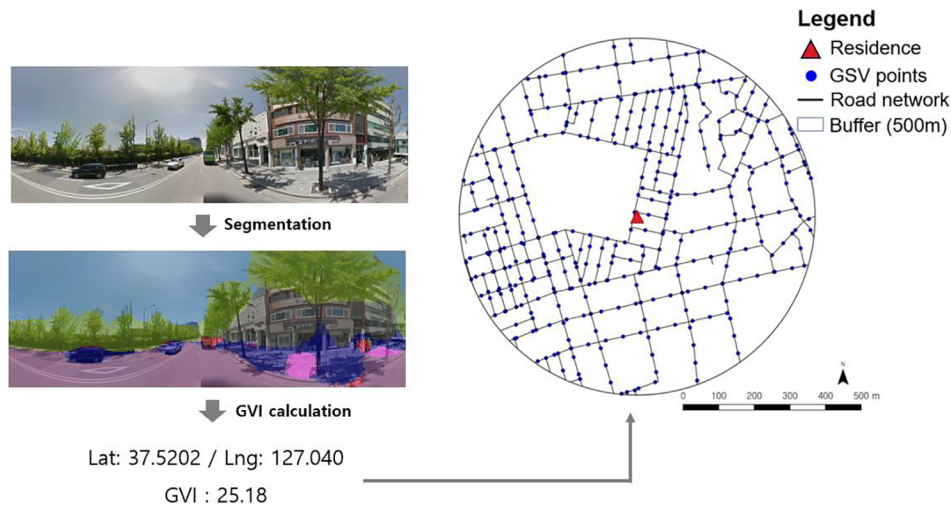 Segmentation
GVI calculation
Lat: 37.5202 / Lng: 127.040
GVI : 25.18
Legend
Residence
GSV points
Road network
Buffer (500m)
N
0 100 200 300 400 500 m